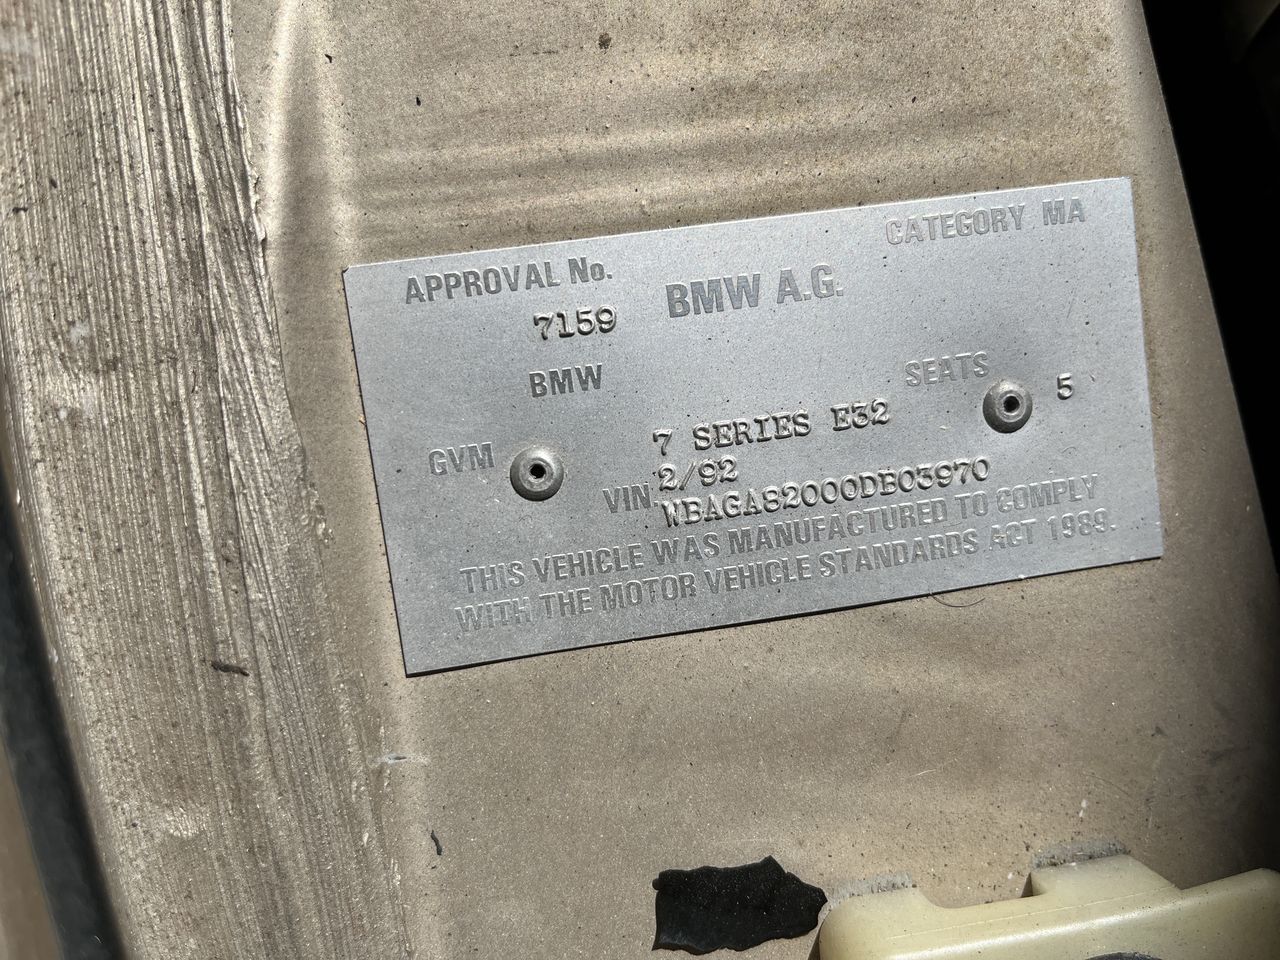 APPROVAL No. CATEGORY MA
7159 BMW A.G.
BMW SEATS 5
7 SERIES E32
GVM 2/92
VIN. WBAGA82000DB03970
THIS VEHICLE WAS MANUFACTURED TO COMPLY
WITH THE MOTOR VEHICLE STANDARDS ACT 1989.